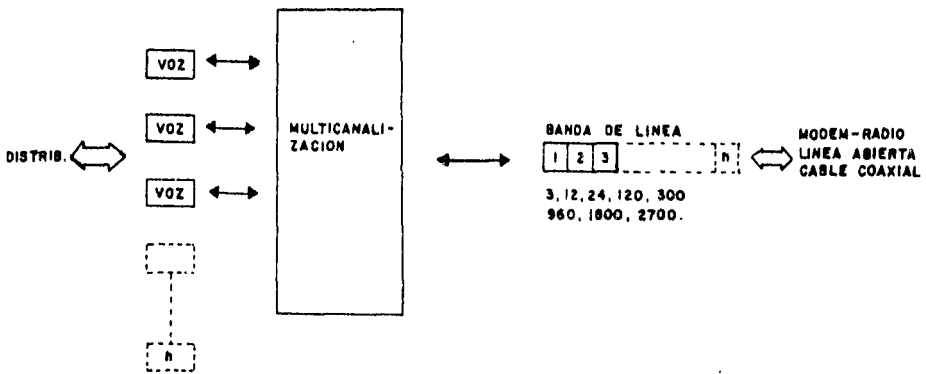 VOZ
VOZ
VOZ
h
DISTRIB.
MULTICANALI-
ZACION
BANDA DE LINEA
1 2 3 h
3, 12, 24, 120, 300
960, 1800, 2700.
MODEM-RADIO
LINEA ABIERTA
CABLE COAXIAL